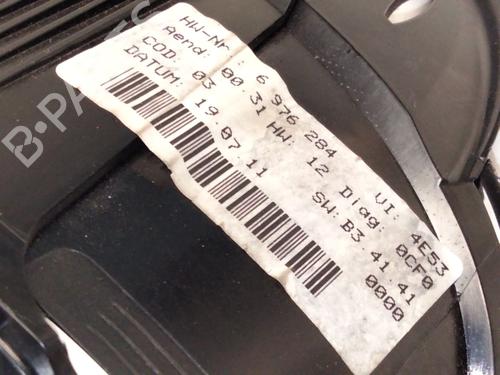 HW-Nr.: 6 976 284 VI: 4E53
Aend: 00.31 HW: 12 Diag: 0CF0
COD: 03 SW: B3.41.41
DATUM: 19.07.11 0000
B-PARTS